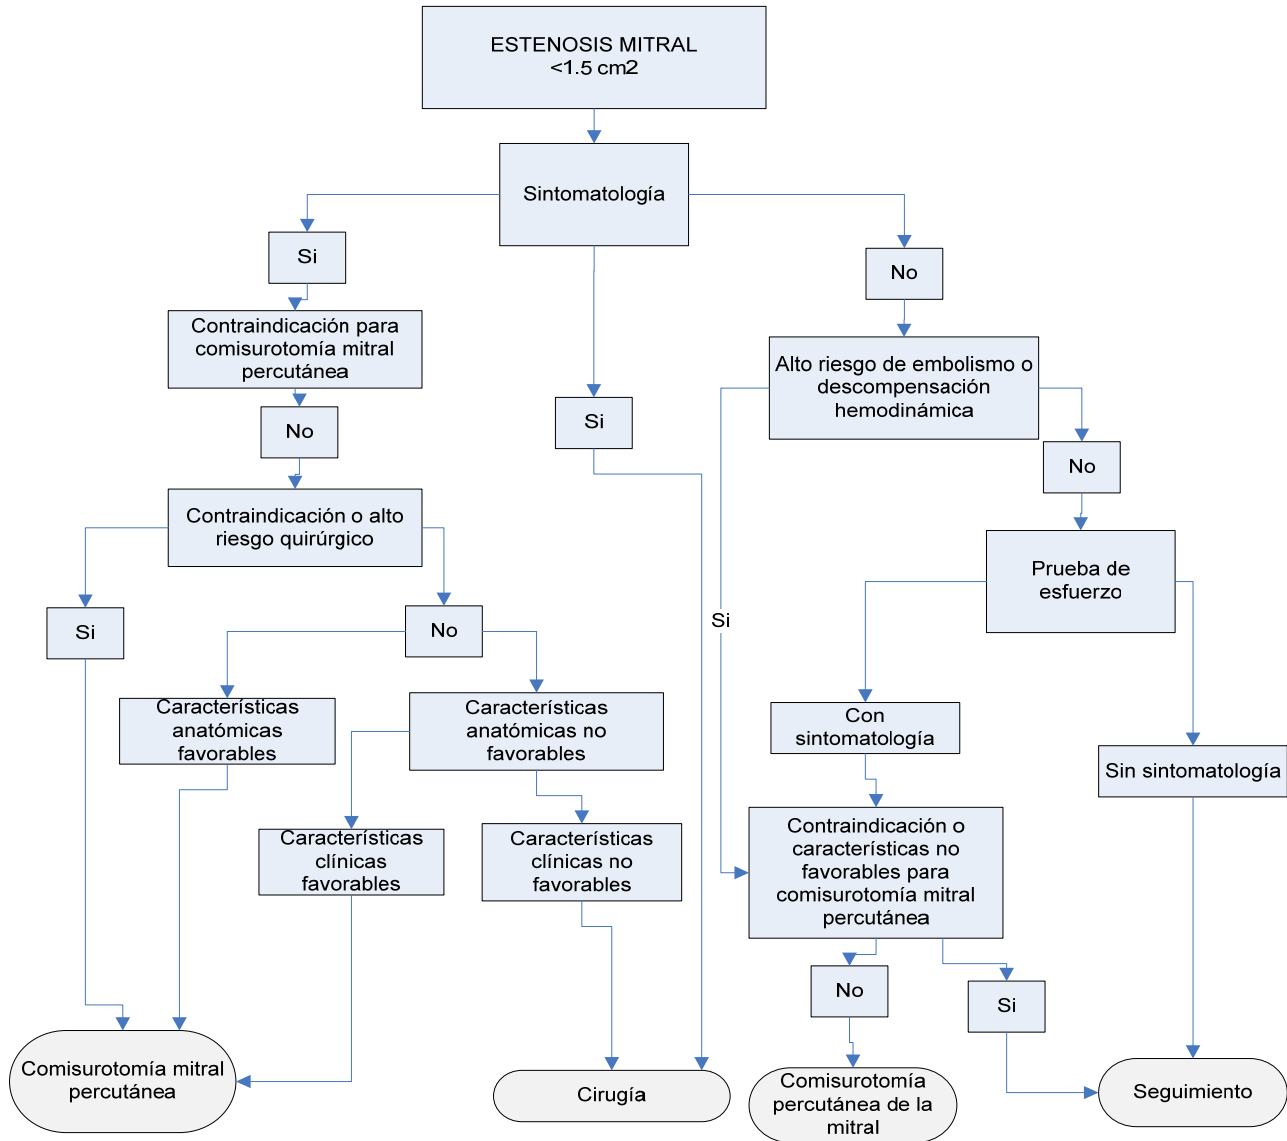 ESTENOSIS MITRAL
<1.5 cm2
Sintomatología
Si
No
Contraindicación para
comisurotomía mitral
percutánea
Alto riesgo de embolismo o
descompensación
hemodinámica
No
Si
No
Contraindicación o alto
riesgo quirúrgico
Prueba de
esfuerzo
Si
No
Si
Características
anatómicas
favorables
Características
anatómicas no
favorables
Con
sintomatología
Sin sintomatología
Características
clínicas
favorables
Características
clínicas no
favorables
Contraindicación o
características no
favorables para
comisurotomía mitral
percutánea
No
Si
Comisurotomía mitral
percutánea
Cirugía
Comisurotomía
percutánea de la
mitral
Seguimiento